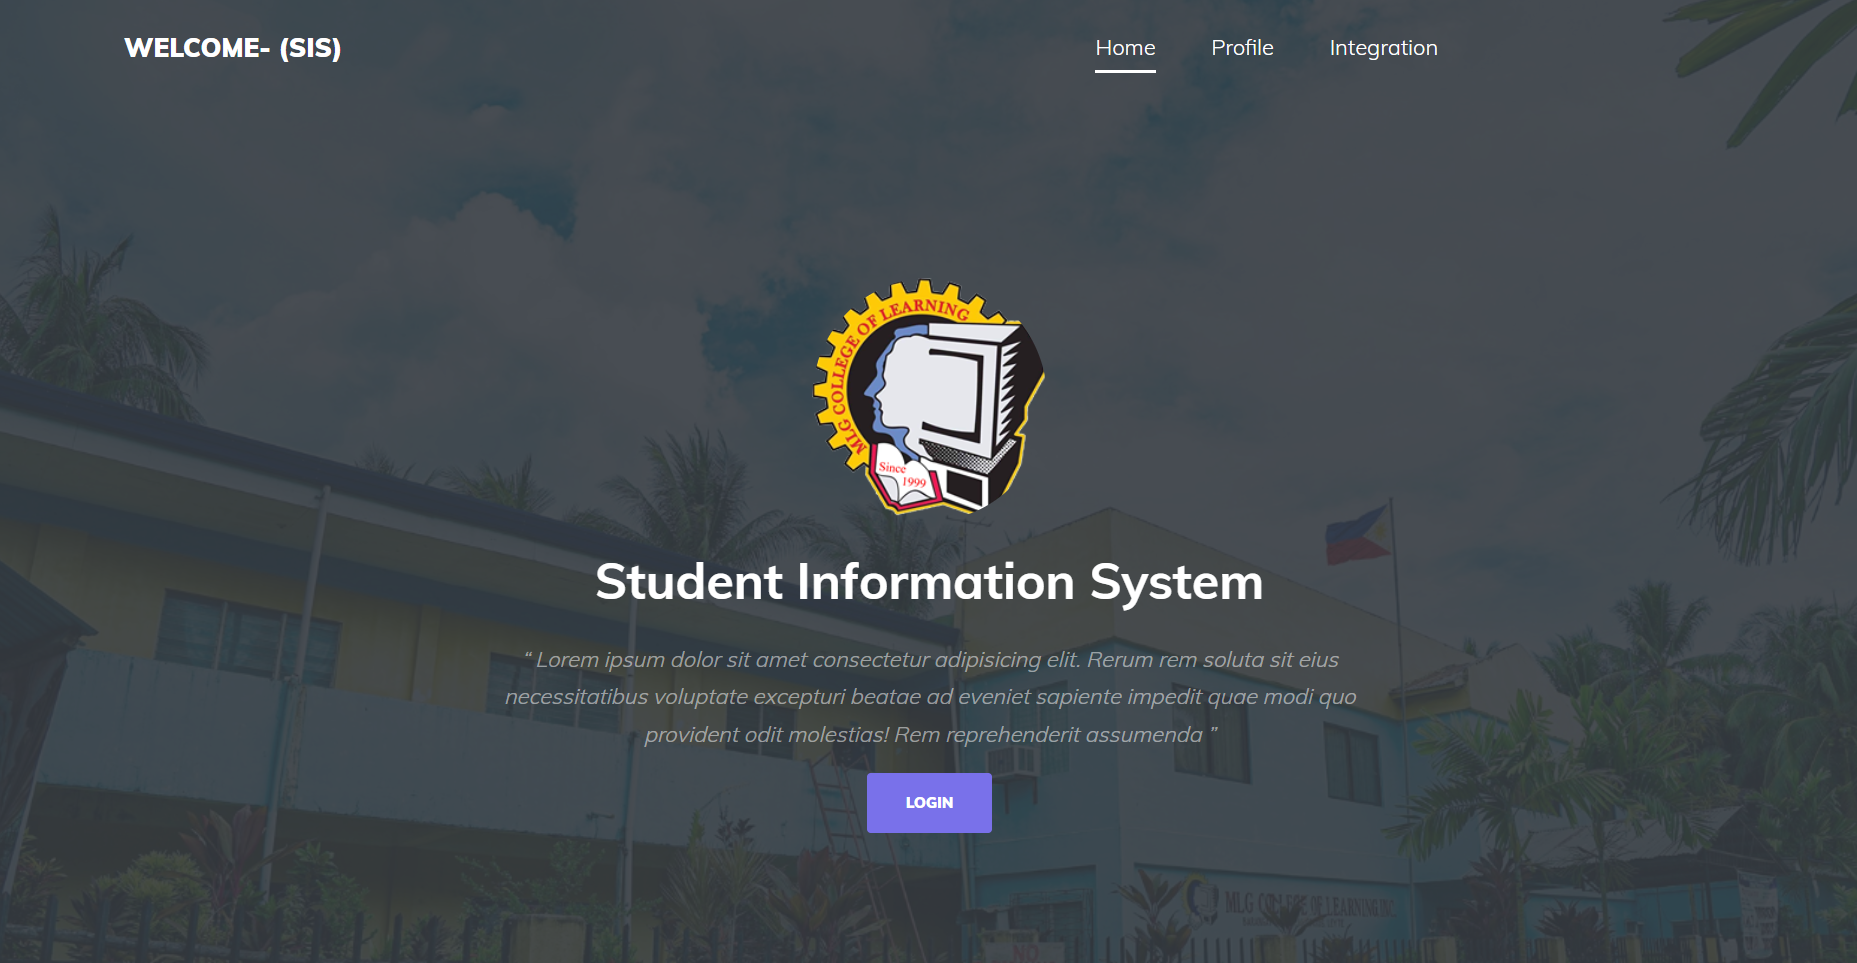 WELCOME- (SIS)
Home
Profile
Integration
MLG COLLEGE OF LEARNING
Since
1999
Student Information System
“ Lorem ipsum dolor sit amet consectetur adipisicing elit. Rerum rem soluta sit eius
necessitatibus voluptate excepturi beatae ad eveniet sapiente impedit quae modi quo
provident odit molestias! Rem reprehenderit assumenda ”
LOGIN
MLG COLLEGE OF LEARNING INC.
NO